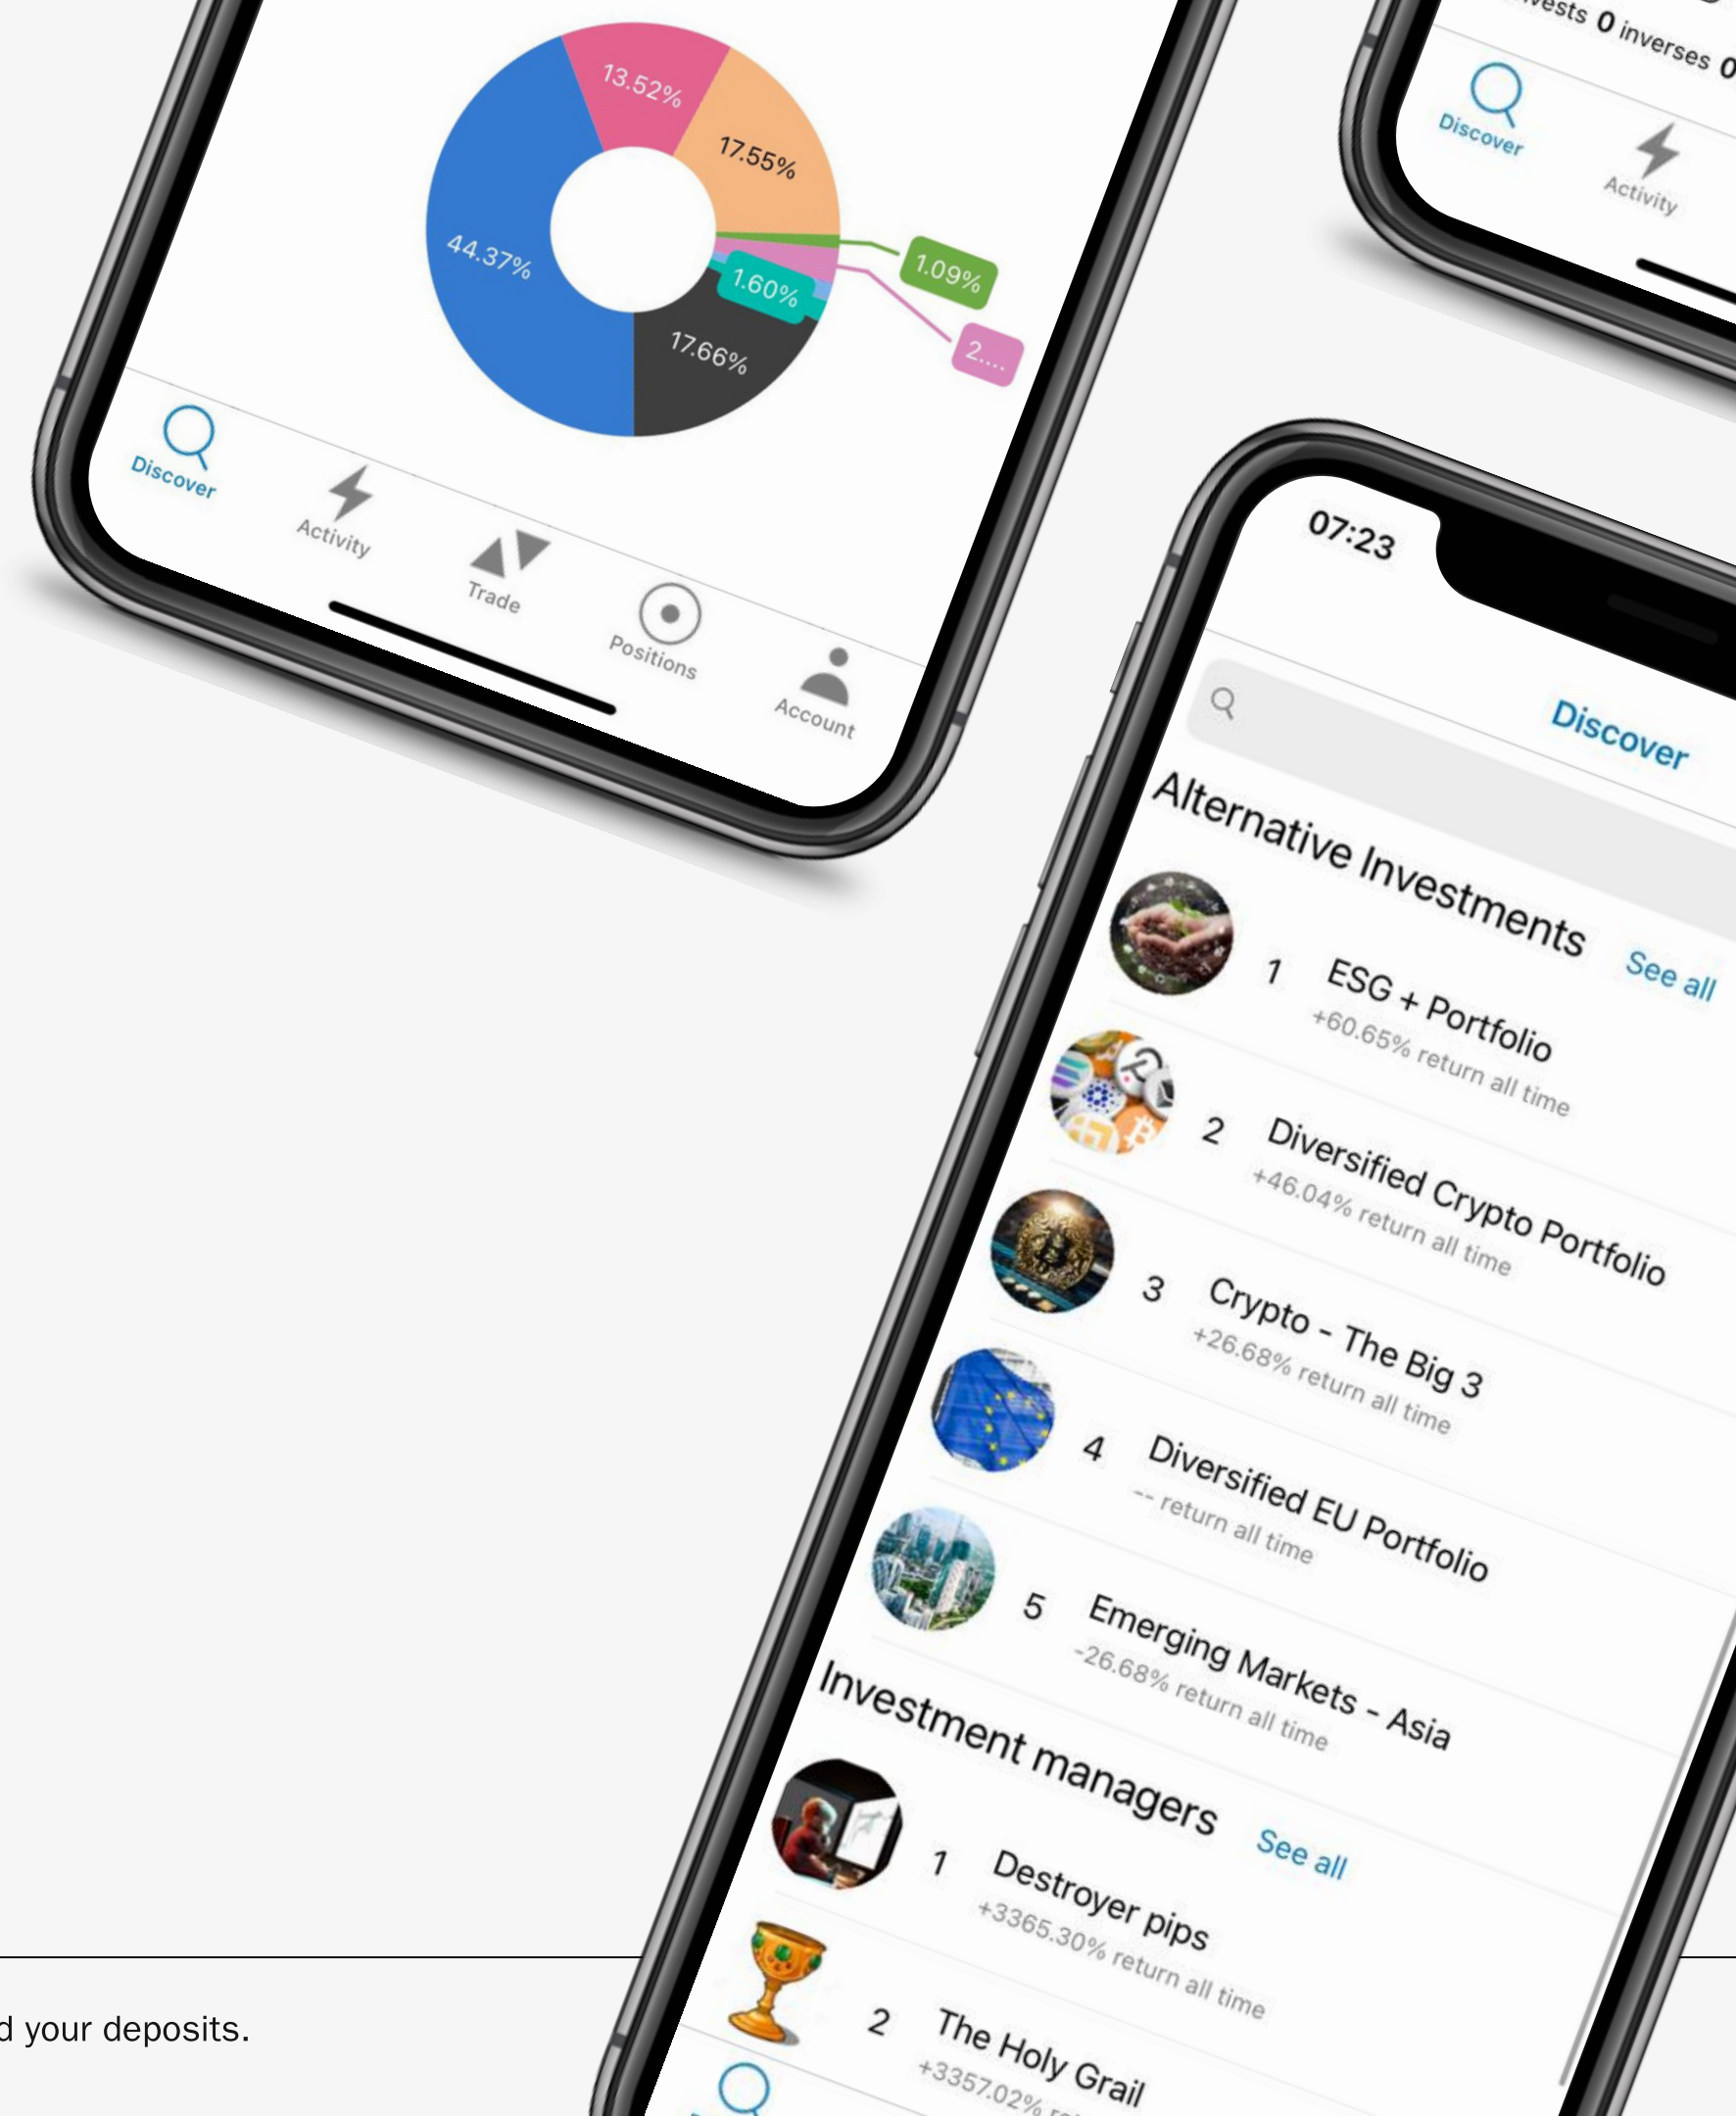 13.52%
17.55%
44.37%
1.09%
1.60%
2....
17.66%
Discover
Activity
Trade
Positions
Account
0 inverses 0
Discover
Activity
07:23
Discover
Alternative Investments See all
1 ESG + Portfolio
+60.65% return all time
2 Diversified Crypto Portfolio
+46.04% return all time
3 Crypto - The Big 3
+26.68% return all time
4 Diversified EU Portfolio
-- return all time
5 Emerging Markets - Asia
-26.68% return all time
Investment managers See all
1 Destroyer pips
+3365.30% return all time
2 The Holy Grail
+3357.02%
your deposits.